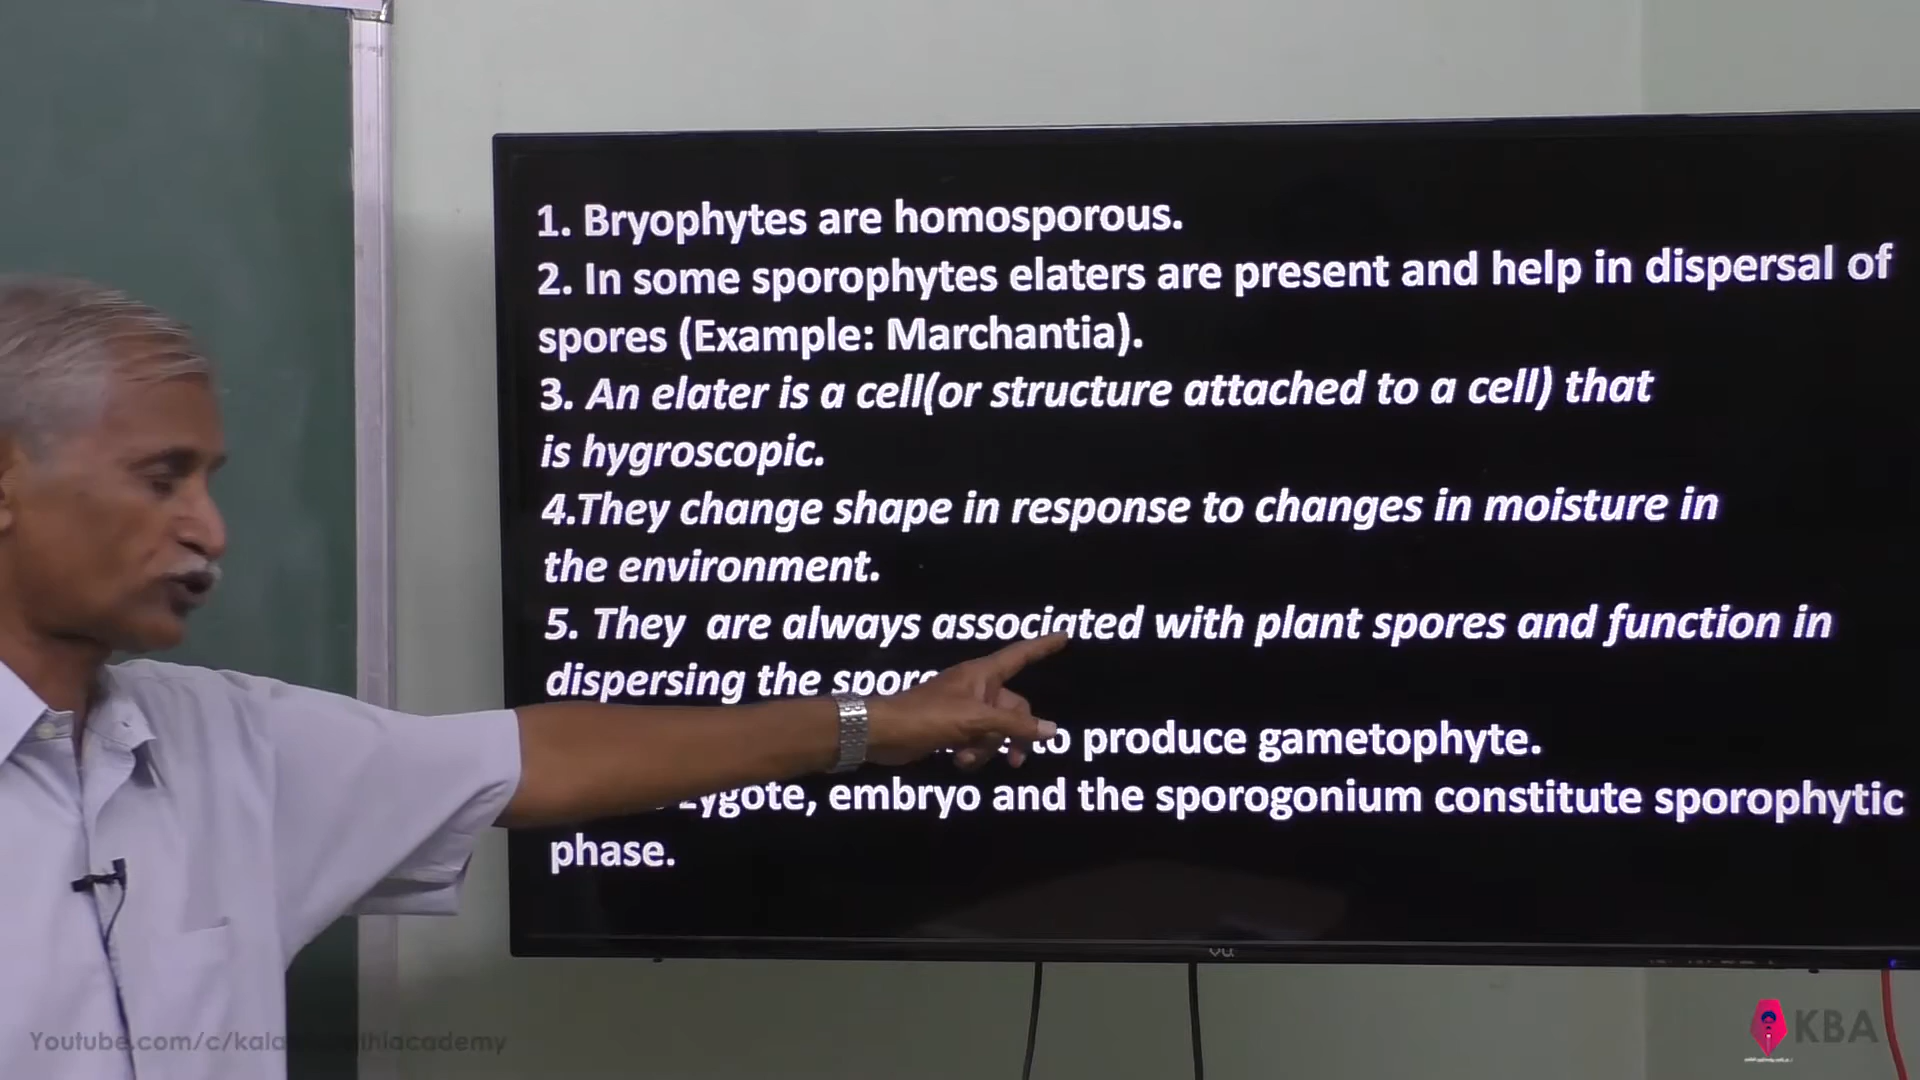 1. Bryophytes are homosporous.
2. In some sporophytes elaters are present and help in dispersal of
spores (Example: Marchantia).
3. An elater is a cell(or structure attached to a cell) that
is hygroscopic.
4.They change shape in response to changes in moisture in
the environment.
5. They are always associated with plant spores and function in
dispersing the
to produce gametophyte.
zygote, embryo and the sporogonium constitute sporophytic
phase.
vu
KBA